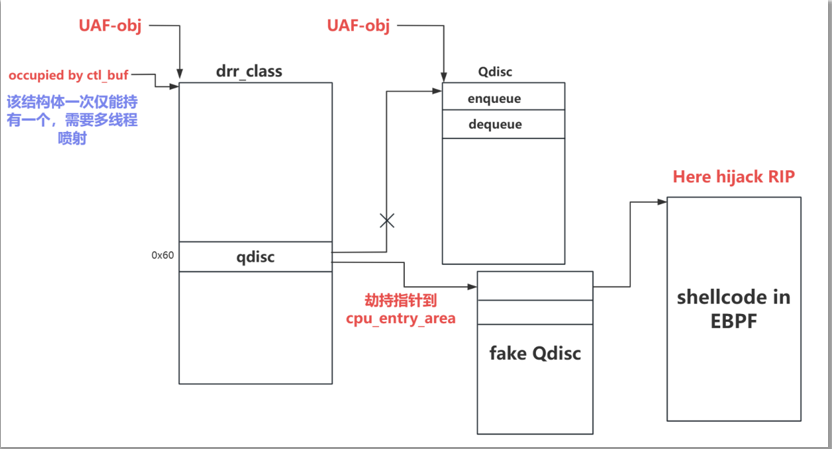 UAF-obj
UAF-obj
drr_class
Qdisc
occupied by ctl_buf
该结构体一次仅能持
有一个，需要多线程
喷射
enqueue
dequeue
Here hijack RIP
0x60
qdisc
劫持指针到
cpu_entry_area
fake Qdisc
shellcode in
EBPF